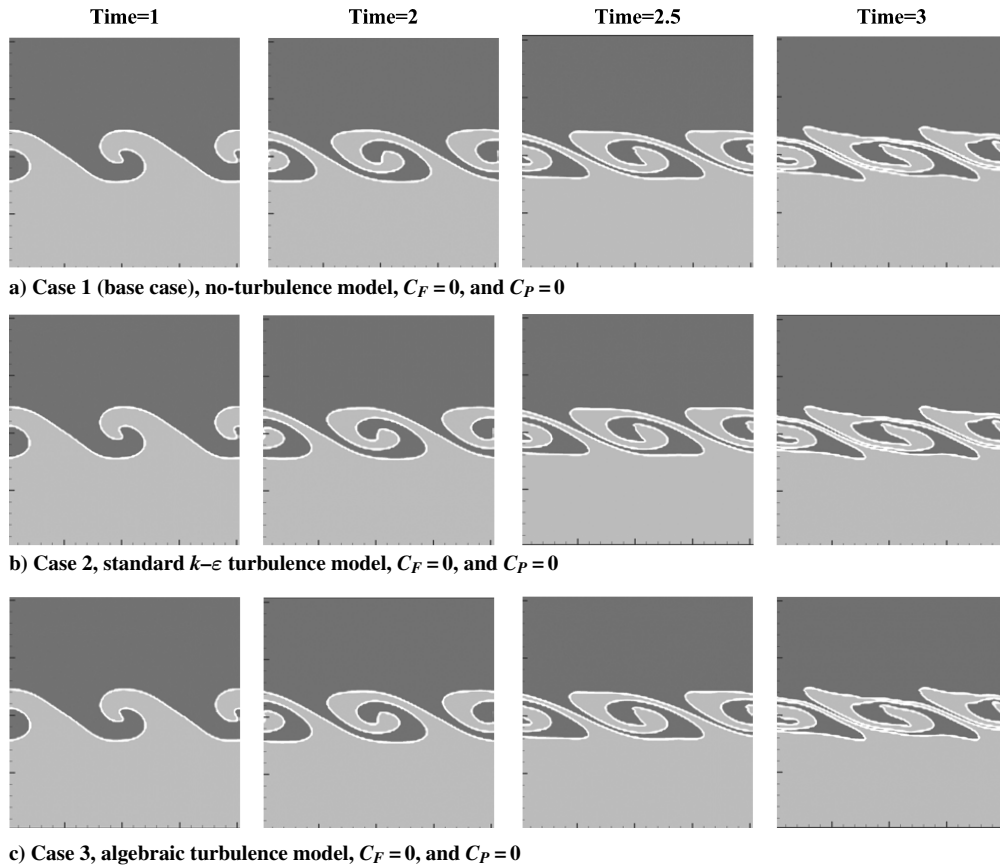 Time=1 Time=2 Time=2.5 Time=3
a) Case 1 (base case), no-turbulence model, C_F = 0, and C_P = 0
b) Case 2, standard k–ε turbulence model, C_F = 0, and C_P = 0
c) Case 3, algebraic turbulence model, C_F = 0, and C_P = 0